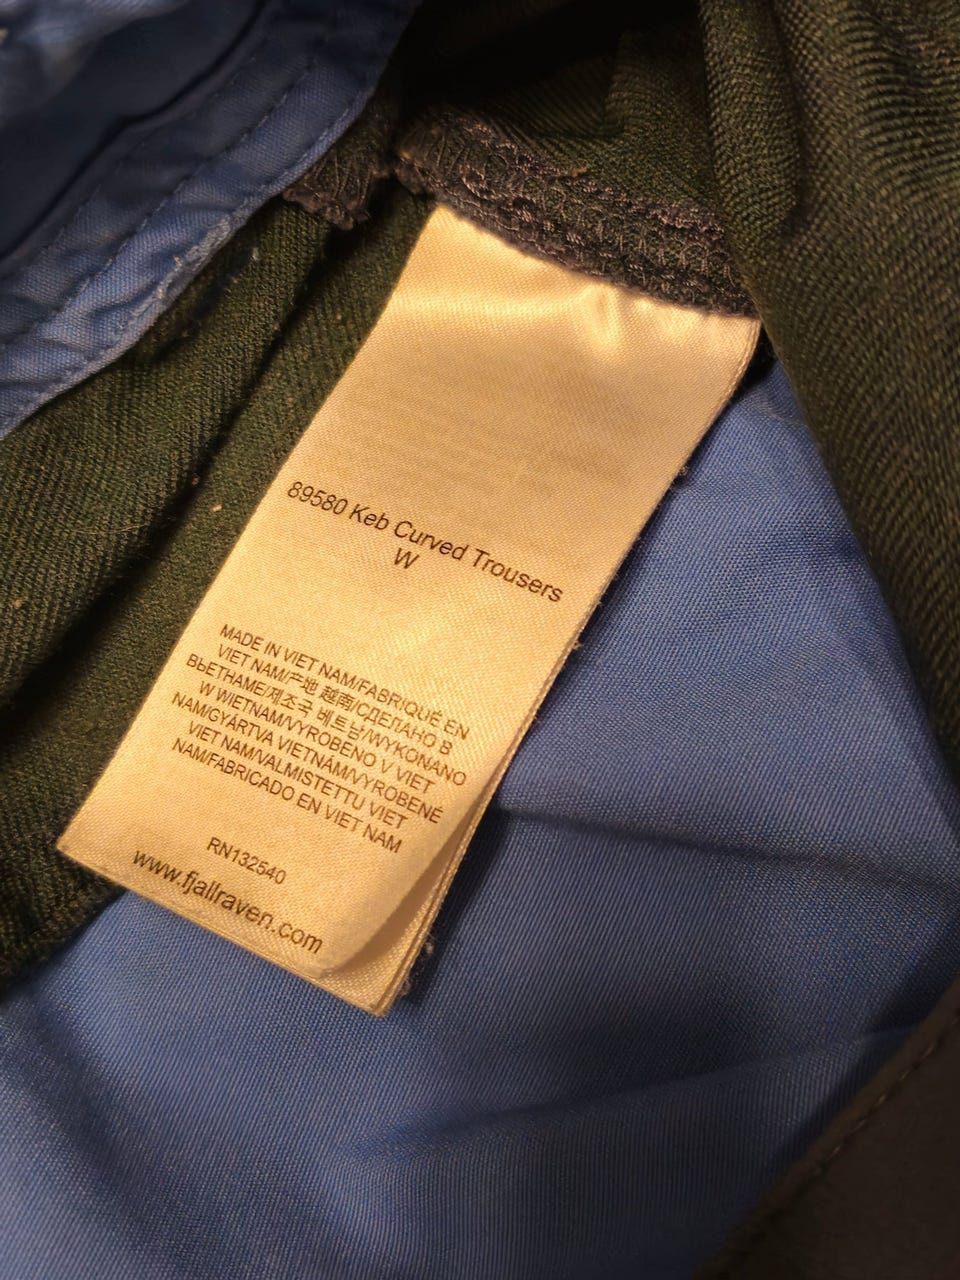 89580 Keb Curved Trousers
W
MADE IN VIET NAM/FABRIQUÉ EN
VIET NAM/产地 越南/СДЕЛАНО В
ВЬЕТНАМЕ/제조국 베트남/WYKONANO
W WIETNAM/VYROBENO V VIET
NAM/GYÁRTVA VIETNÁM/VYROBENÉ
VIET NAM/VALMISTETTU VIET
NAM/FABRICADO EN VIET NAM
RN132540
www.fjallraven.com